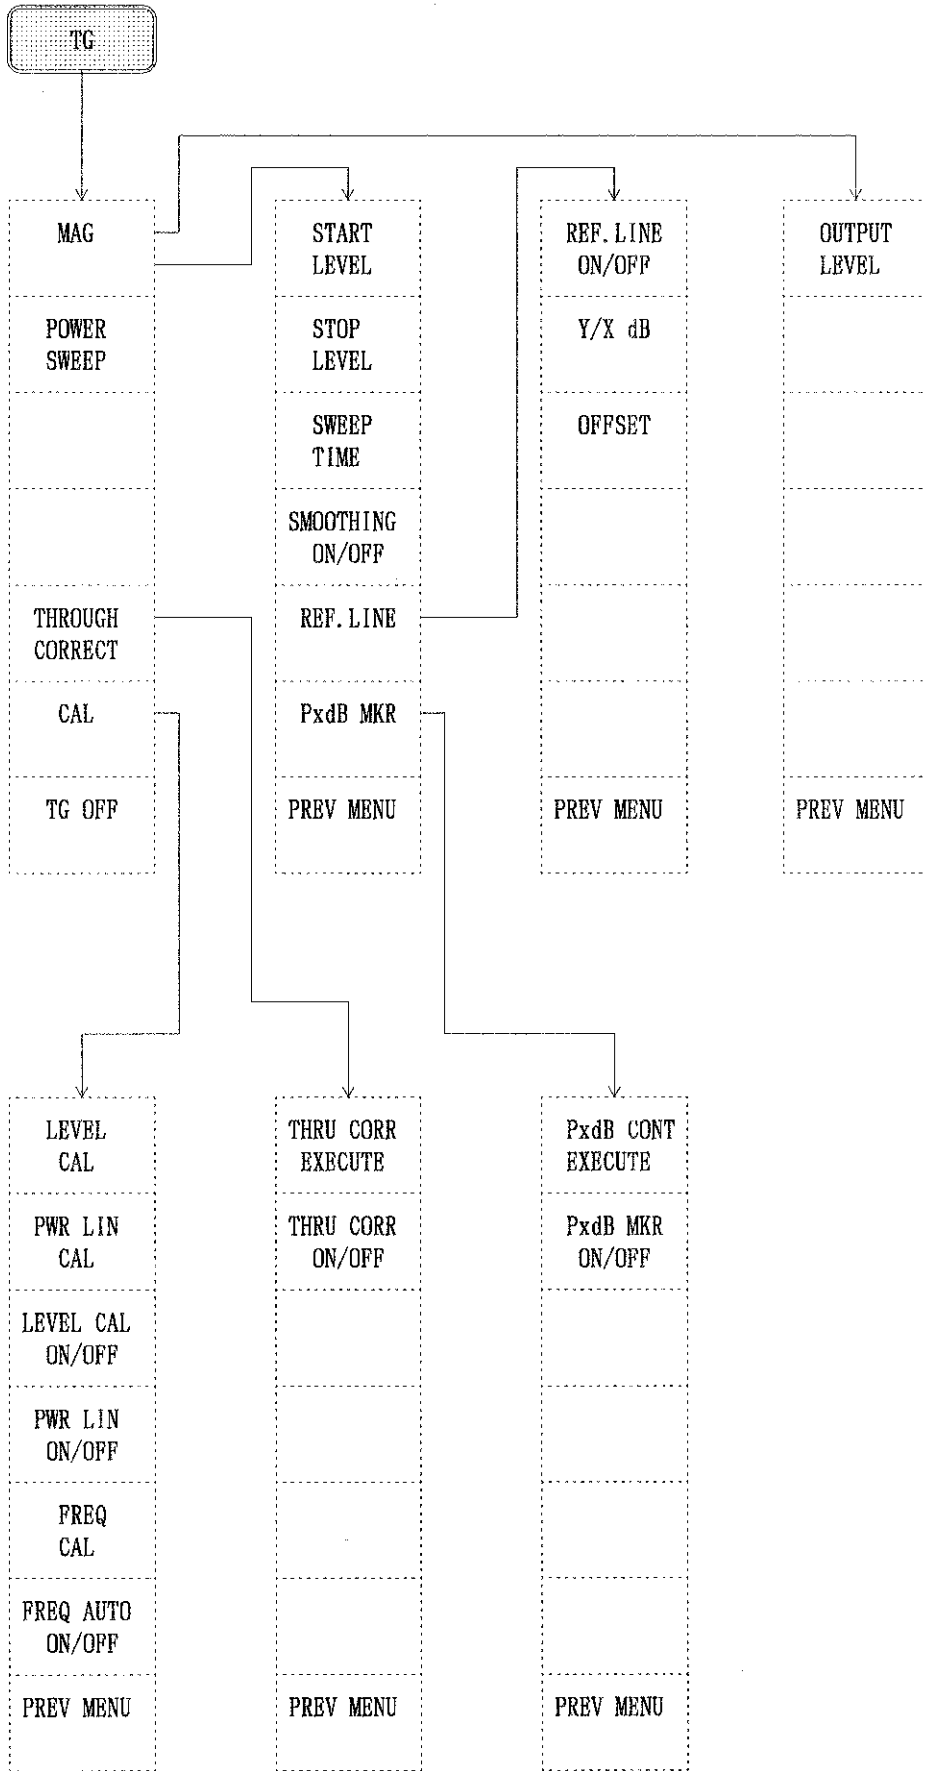 TG
MAG
POWER
SWEEP
THROUGH
CORRECT
CAL
TG OFF
START
LEVEL
STOP
LEVEL
SWEEP
TIME
SMOOTHING
ON/OFF
REF.LINE
PxdB MKR
PREV MENU
REF.LINE
ON/OFF
Y/X dB
OFFSET
PREV MENU
OUTPUT
LEVEL
PREV MENU
LEVEL
CAL
PWR LIN
CAL
LEVEL CAL
ON/OFF
PWR LIN
ON/OFF
FREQ
CAL
FREQ AUTO
ON/OFF
PREV MENU
THRU CORR
EXECUTE
THRU CORR
ON/OFF
PREV MENU
PxdB CONT
EXECUTE
PxdB MKR
ON/OFF
PREV MENU